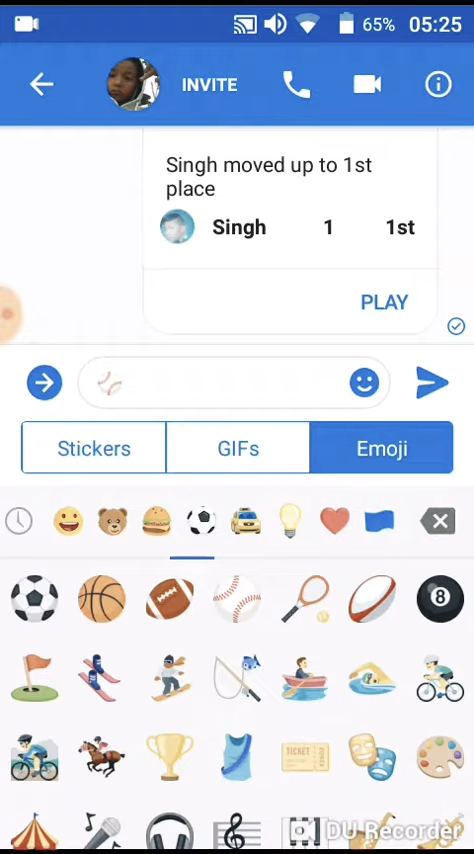 65% 05:25
INVITE
Singh moved up to 1st
place
Singh 1 1st
PLAY
Stickers GIFs Emoji
8
TICKET
DU Recorder